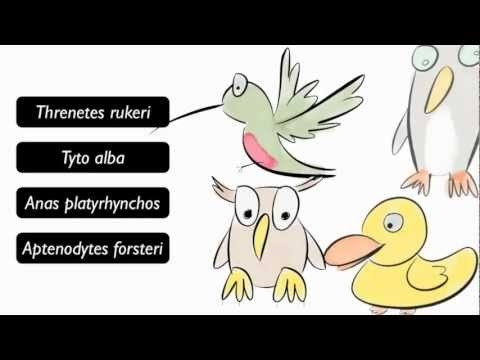 Threnetes rukeri
Tyto alba
Anas platyrhynchos
Aptenodytes forsteri